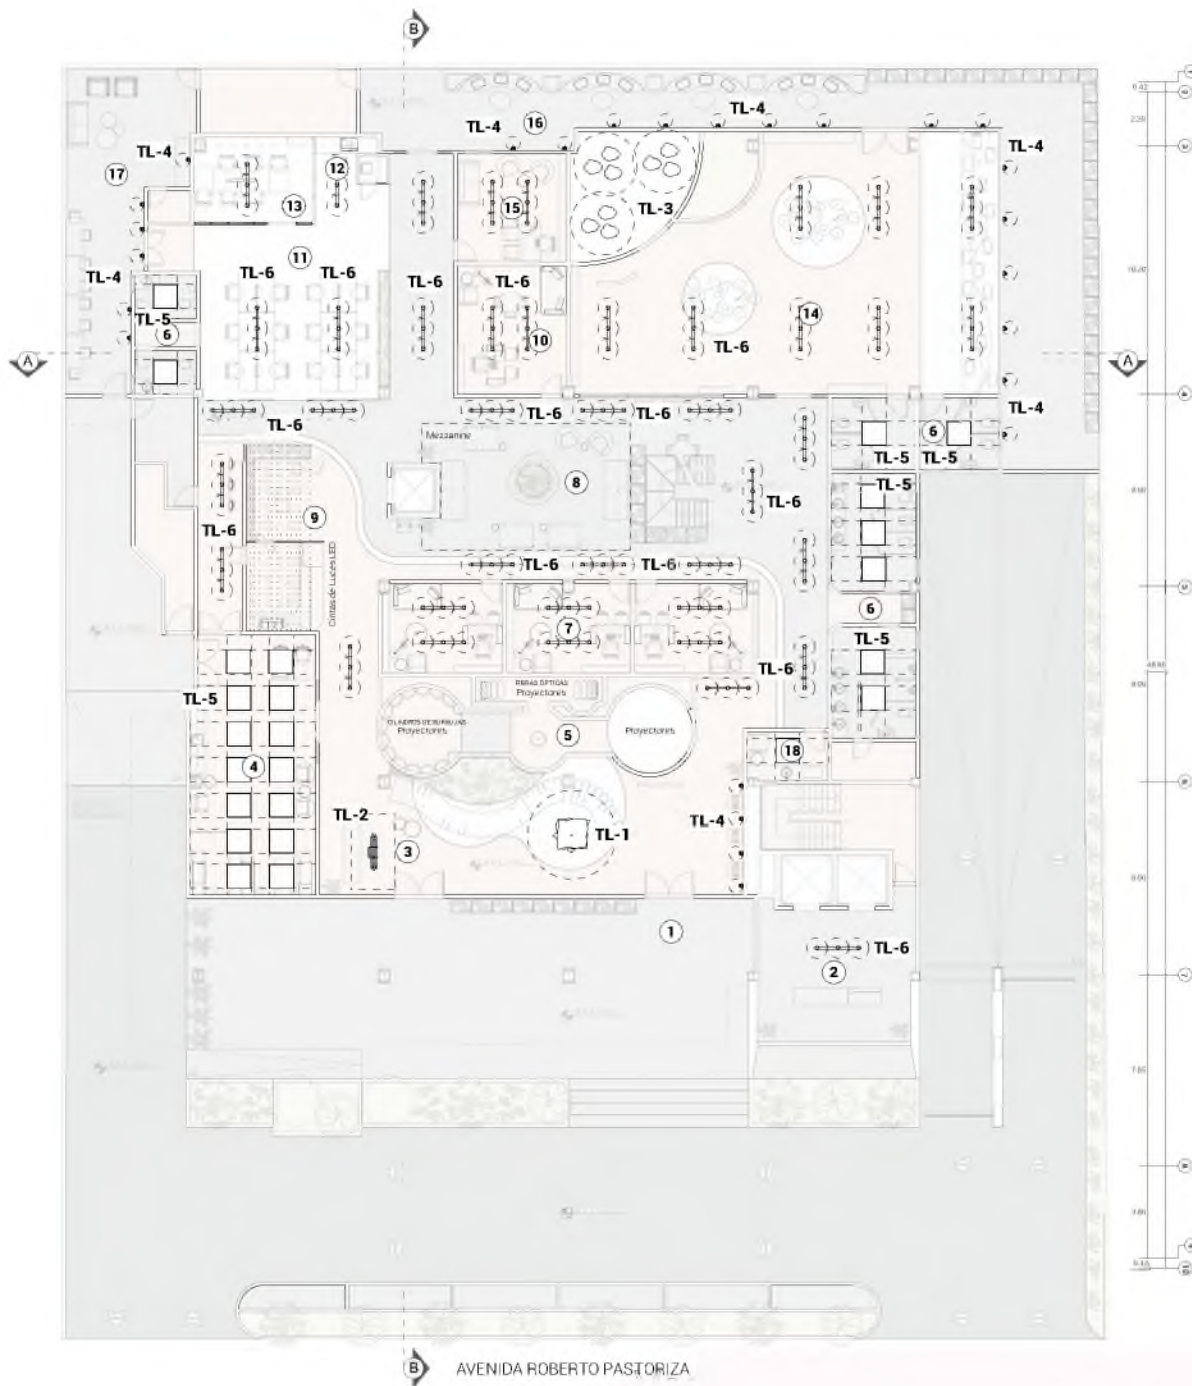 B
TL-4
16
TL-4
TL-4
TL-4
17
12
13
15
TL-3
11
TL-6
TL-6
TL-6
TL-6
TL-4
TL-5
6
14
10
TL-6
A
A
TL-6
TL-6
TL-6
TL-4
6
Mezzanine
TL-5
TL-5
8
TL-5
TL-6
9
TL-6
TL-6
TL-6
Cintas de Luces LED
6
7
TL-5
TL-6
OBRAS ÓPTICAS
Proyectores
TL-5
CILINDROS DE BURBUJAS
Proyectores
5
Proyectores
18
4
TL-2
TL-4
TL-1
3
1
TL-6
2
B
AVENIDA ROBERTO PASTORIZA